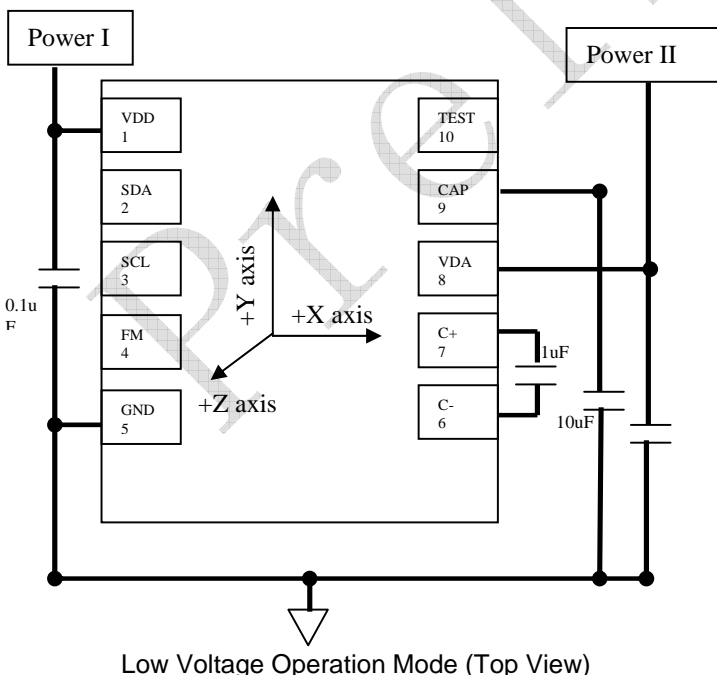 Power I
Power II
VDD
1
SDA
2
SCL
3
FM
4
GND
5
TEST
10
CAP
9
VDA
8
C+
7
C-
6
0.1u
F
+Y axis
+X axis
+Z axis
1uF
10uF
Prel
Low Voltage Operation Mode (Top View)